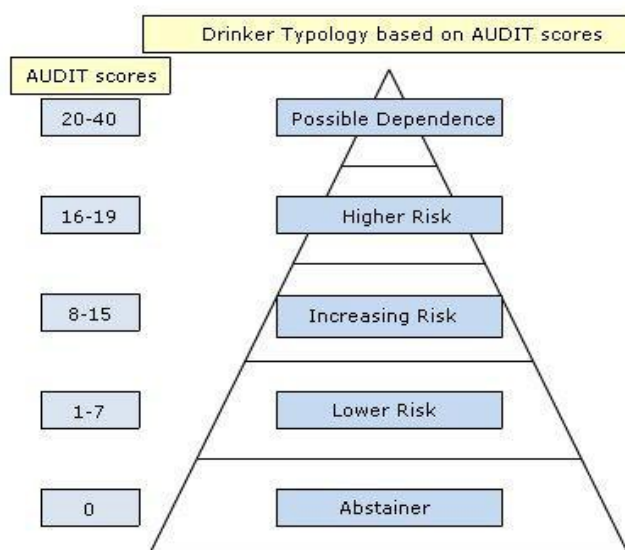 Drinker Typology based on AUDIT scores
AUDIT scores
20-40
Possible Dependence
16-19
Higher Risk
8-15
Increasing Risk
1-7
Lower Risk
0
Abstainer